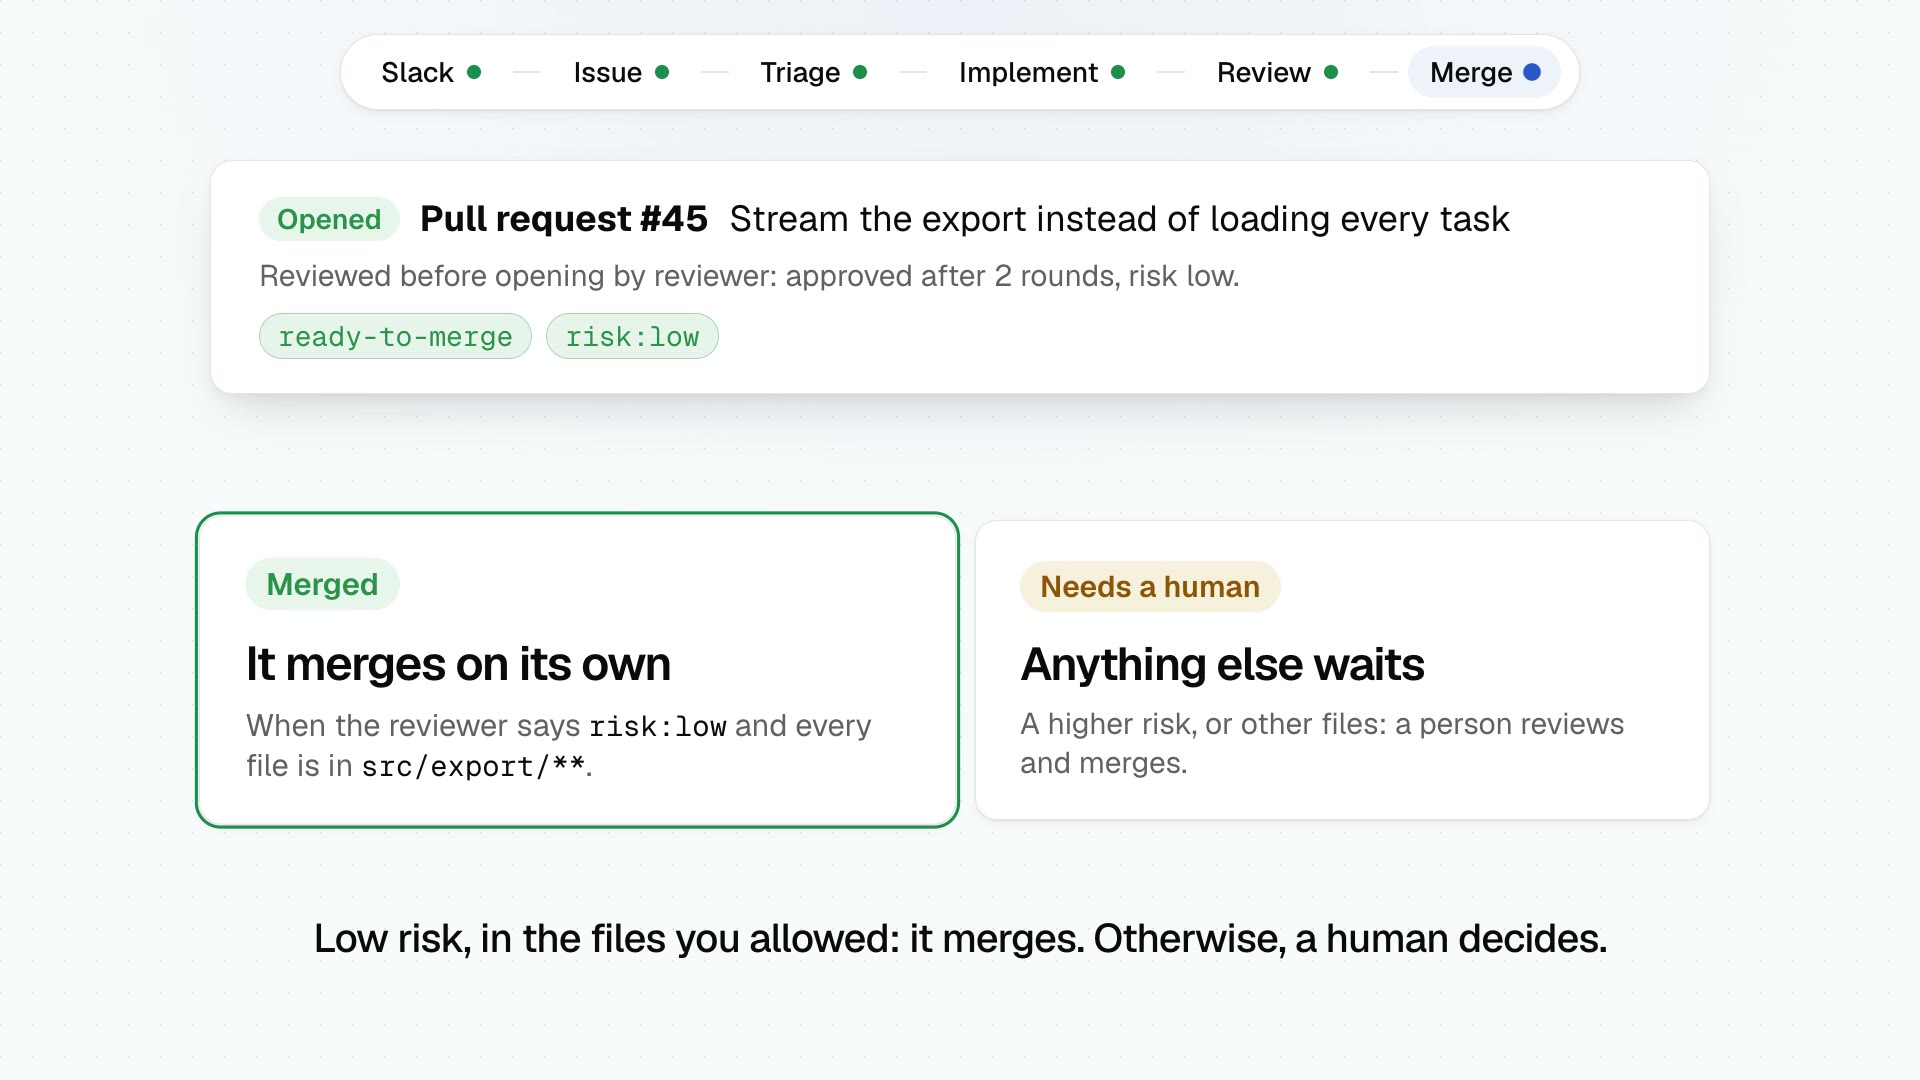 Slack Issue Triage Implement Review Merge
Opened Pull request #45 Stream the export instead of loading every task
Reviewed before opening by reviewer: approved after 2 rounds, risk low.
ready-to-merge risk:low
Merged
It merges on its own
When the reviewer says risk:low and every
file is in src/export/**.
Needs a human
Anything else waits
A higher risk, or other files: a person reviews
and merges.
Low risk, in the files you allowed: it merges. Otherwise, a human decides.